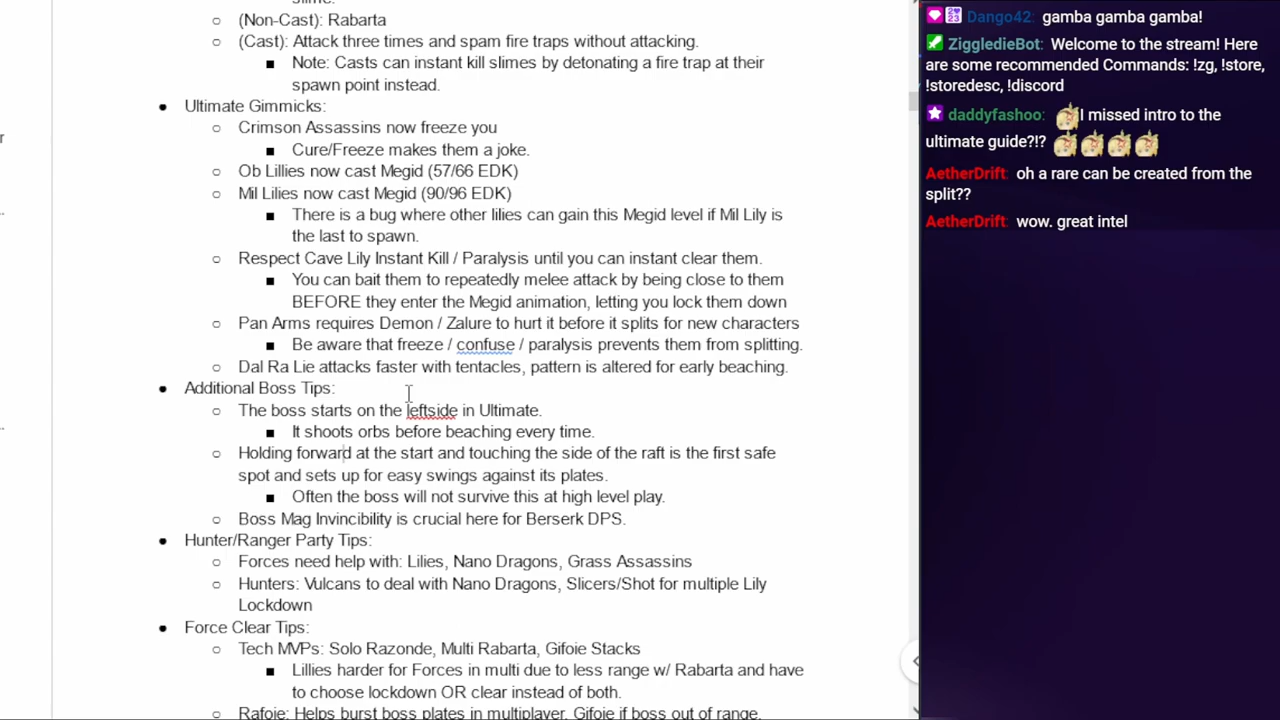 slime.
(Non-Cast): Rabarta
(Cast): Attack three times and spam fire traps without attacking.
Note: Casts can instant kill slimes by detonating a fire trap at their
spawn point instead.
Ultimate Gimmicks:
Crimson Assassins now freeze you
Cure/Freeze makes them a joke.
Ob Lillies now cast Megid (57/66 EDK)
Mil Lilies now cast Megid (90/96 EDK)
There is a bug where other lilies can gain this Megid level if Mil Lily is
the last to spawn.
Respect Cave Lily Instant Kill / Paralysis until you can instant clear them.
You can bait them to repeatedly melee attack by being close to them
BEFORE they enter the Megid animation, letting you lock them down
Pan Arms requires Demon / Zalure to hurt it before it splits for new characters
Be aware that freeze / confuse / paralysis prevents them from splitting.
Dal Ra Lie attacks faster with tentacles, pattern is altered for early beaching.
Additional Boss Tips:
The boss starts on the leftside in Ultimate.
It shoots orbs before beaching every time.
Holding forward at the start and touching the side of the raft is the first safe
spot and sets up for easy swings against its plates.
Often the boss will not survive this at high level play.
Boss Mag Invincibility is crucial here for Berserk DPS.
Hunter/Ranger Party Tips:
Forces need help with: Lilies, Nano Dragons, Grass Assassins
Hunters: Vulcans to deal with Nano Dragons, Slicers/Shot for multiple Lily
Lockdown
Force Clear Tips:
Tech MVPs: Solo Razonde, Multi Rabarta, Gifoie Stacks
Lillies harder for Forces in multi due to less range w/ Rabarta and have
to choose lockdown OR clear instead of both.
Rafoie: Helps burst boss plates in multiplayer. Gifoie if boss out of range.
Dango42: gamba gamba gamba!
ZiggledieBot: Welcome to the stream! Here
are some recommended Commands: !zg, !store,
!storedesc, !discord
daddyfashoo: I missed intro to the
ultimate guide?!?
AetherDrift: oh a rare can be created from the
split??
AetherDrift: wow. great intel